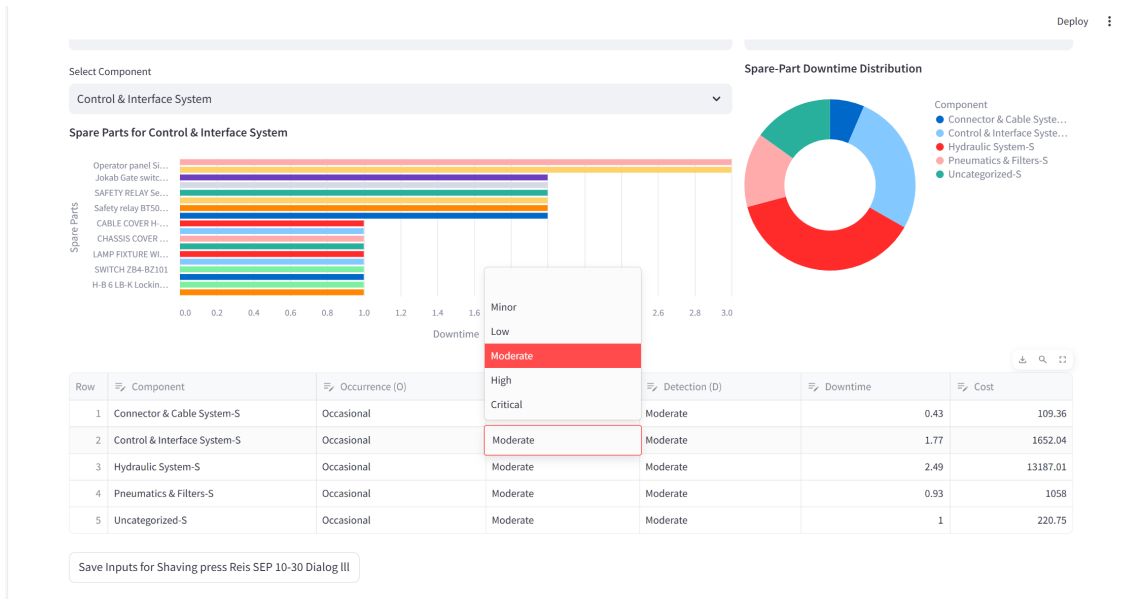 Deploy
Select Component
Control & Interface System
Spare Parts for Control & Interface System
Spare Parts
Operator panel Si…
Jokab Gate switc…
SAFETY RELAY Se…
Safety relay BT50…
CABLE COVER H-…
CHASSIS COVER …
LAMP FIXTURE WI…
SWITCH ZB4-BZ101
H-B 6 LB-K Lockin…
0.0 0.2 0.4 0.6 0.8 1.0 1.2 1.4 1.6 2.6 2.8 3.0
Downtime
Spare-Part Downtime Distribution
Component
Connector & Cable Syste…
Control & Interface Syste…
Hydraulic System-S
Pneumatics & Filters-S
Uncategorized-S
Minor
Low
Moderate
High
Critical
Row Component Occurrence (O) Detection (D) Downtime Cost
1 Connector & Cable System-S Occasional Moderate 0.43 109.36
2 Control & Interface System-S Occasional Moderate Moderate 1.77 1652.04
3 Hydraulic System-S Occasional Moderate Moderate 2.49 13187.01
4 Pneumatics & Filters-S Occasional Moderate Moderate 0.93 1058
5 Uncategorized-S Occasional Moderate Moderate 1 220.75
Save Inputs for Shaving press Reis SEP 10-30 Dialog lll